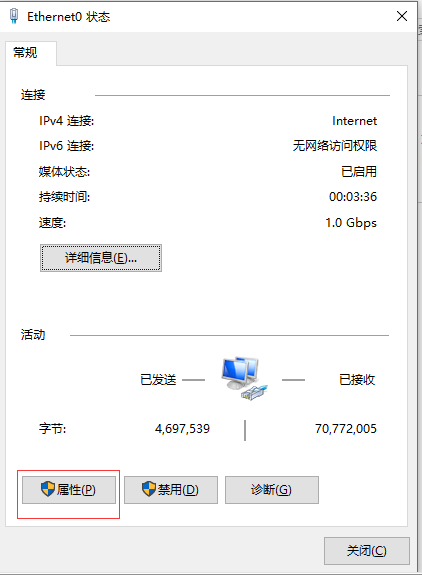 Ethernet0 状态
常规
连接
IPv4 连接: Internet
IPv6 连接: 无网络访问权限
媒体状态: 已启用
持续时间: 00:03:36
速度: 1.0 Gbps
详细信息(E)...
活动
已发送 已接收
字节: 4,697,539 70,772,005
属性(P) 禁用(D) 诊断(G)
关闭(C)